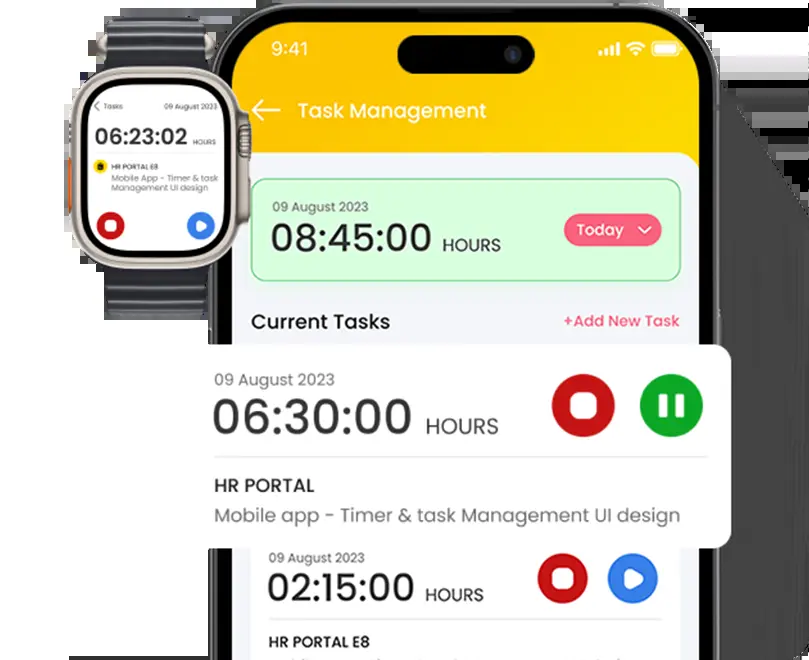 9:41
Task Management
Tasks 09 August 2023
06:23:02 HOURS
HR PORTAL E8
Mobile App - Timer & task
Management UI design
09 August 2023
08:45:00 HOURS
Today
Current Tasks
+Add New Task
09 August 2023
06:30:00 HOURS
HR PORTAL
Mobile app - Timer & task Management UI design
09 August 2023
02:15:00 HOURS
HR PORTAL E8